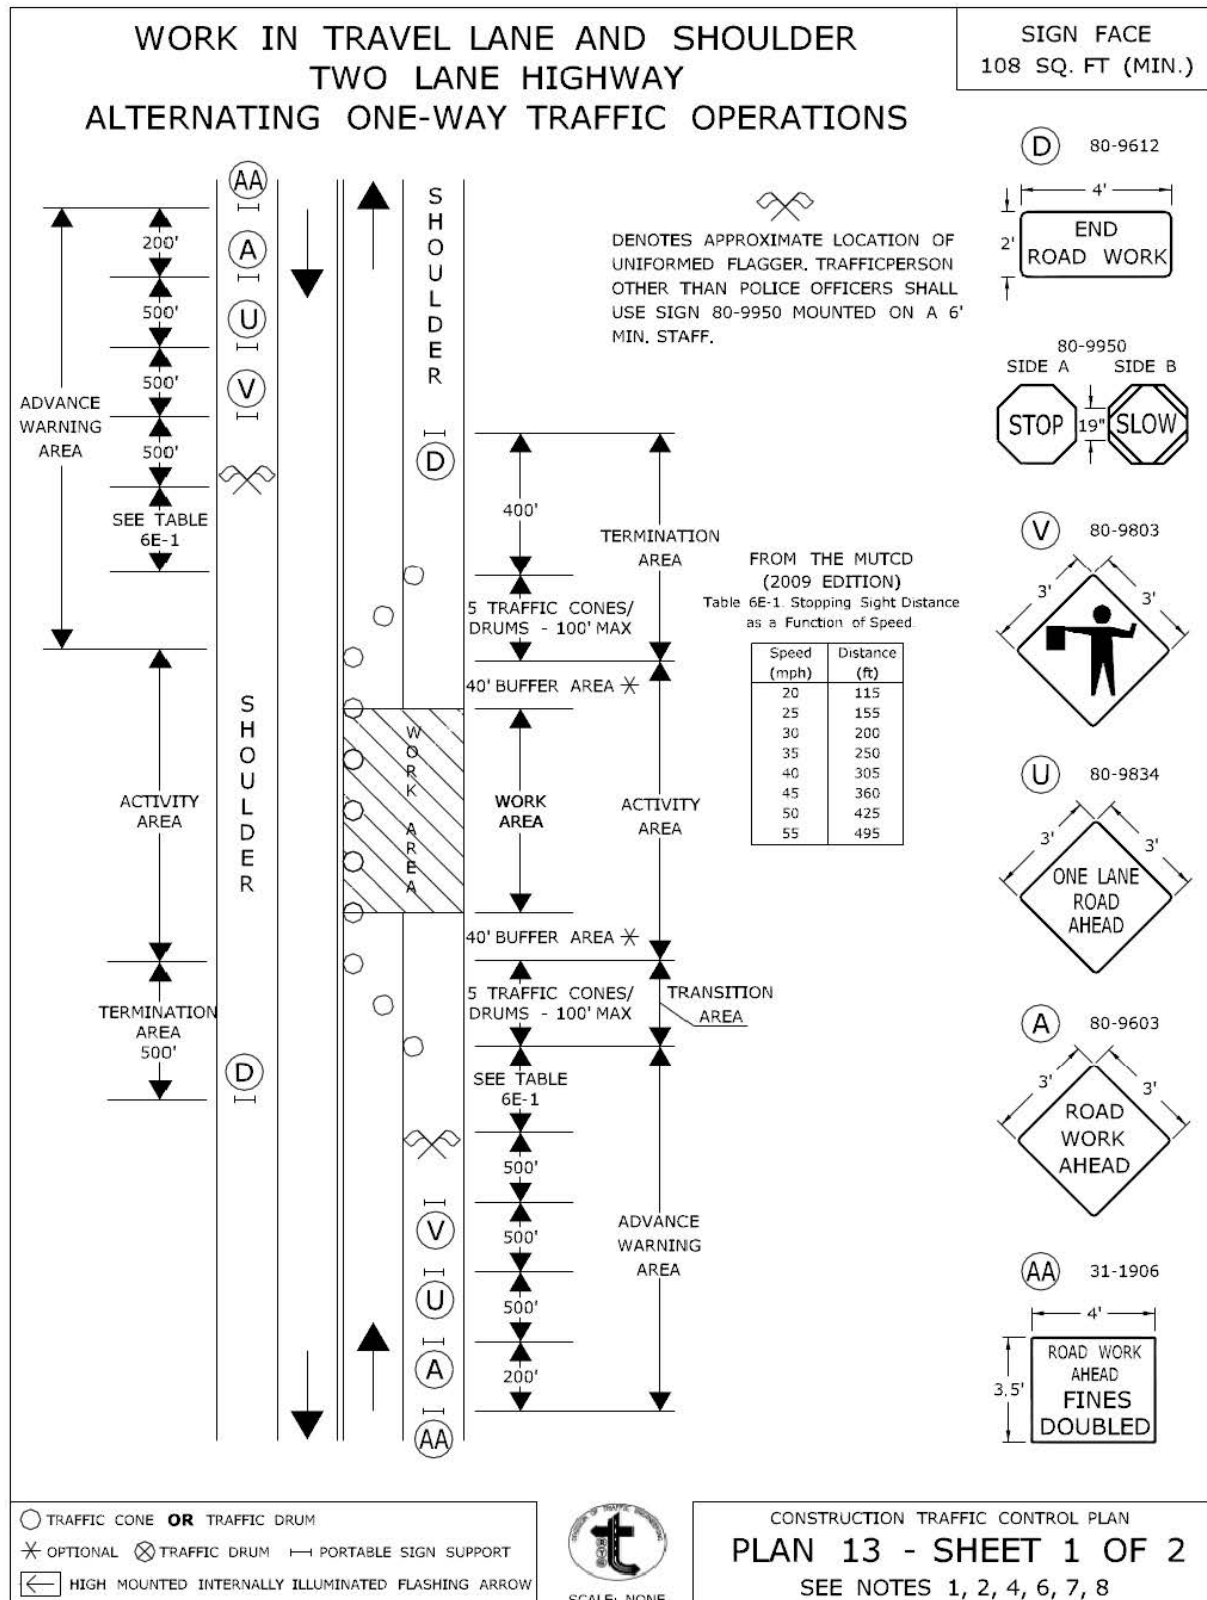 WORK IN TRAVEL LANE AND SHOULDER
TWO LANE HIGHWAY
ALTERNATING ONE-WAY TRAFFIC OPERATIONS
SIGN FACE
108 SQ. FT (MIN.)
AA
A
U
V
200'
500'
500'
500'
SEE TABLE
6E-1
ADVANCE
WARNING
AREA
SHOULDER
ACTIVITY
AREA
TERMINATION
AREA
500'
D
SHOULDER
D
400'
TERMINATION
AREA
5 TRAFFIC CONES/
DRUMS - 100' MAX
40' BUFFER AREA
WORK AREA
WORK
AREA
ACTIVITY
AREA
40' BUFFER AREA
5 TRAFFIC CONES/
DRUMS - 100' MAX
TRANSITION
AREA
SEE TABLE
6E-1
500'
500'
500'
200'
ADVANCE
WARNING
AREA
V
U
A
AA
DENOTES APPROXIMATE LOCATION OF
UNIFORMED FLAGGER. TRAFFICPERSON
OTHER THAN POLICE OFFICERS SHALL
USE SIGN 80-9950 MOUNTED ON A 6'
MIN. STAFF.
FROM THE MUTCD
(2009 EDITION)
Table 6E-1. Stopping Sight Distance
as a Function of Speed
Speed Distance
(mph) (ft)
20 115
25 155
30 200
35 250
40 305
45 360
50 425
55 495
D 80-9612
4'
2'
END
ROAD WORK
80-9950
SIDE A SIDE B
STOP 19" SLOW
V 80-9803
3' 3'
U 80-9834
3' 3'
ONE LANE
ROAD
AHEAD
A 80-9603
3' 3'
ROAD
WORK
AHEAD
AA 31-1906
4'
3.5'
ROAD WORK
AHEAD
FINES
DOUBLED
TRAFFIC CONE OR TRAFFIC DRUM
OPTIONAL TRAFFIC DRUM PORTABLE SIGN SUPPORT
HIGH MOUNTED INTERNALLY ILLUMINATED FLASHING ARROW
SCALE: NONE
CONSTRUCTION TRAFFIC CONTROL PLAN
PLAN 13 - SHEET 1 OF 2
SEE NOTES 1, 2, 4, 6, 7, 8